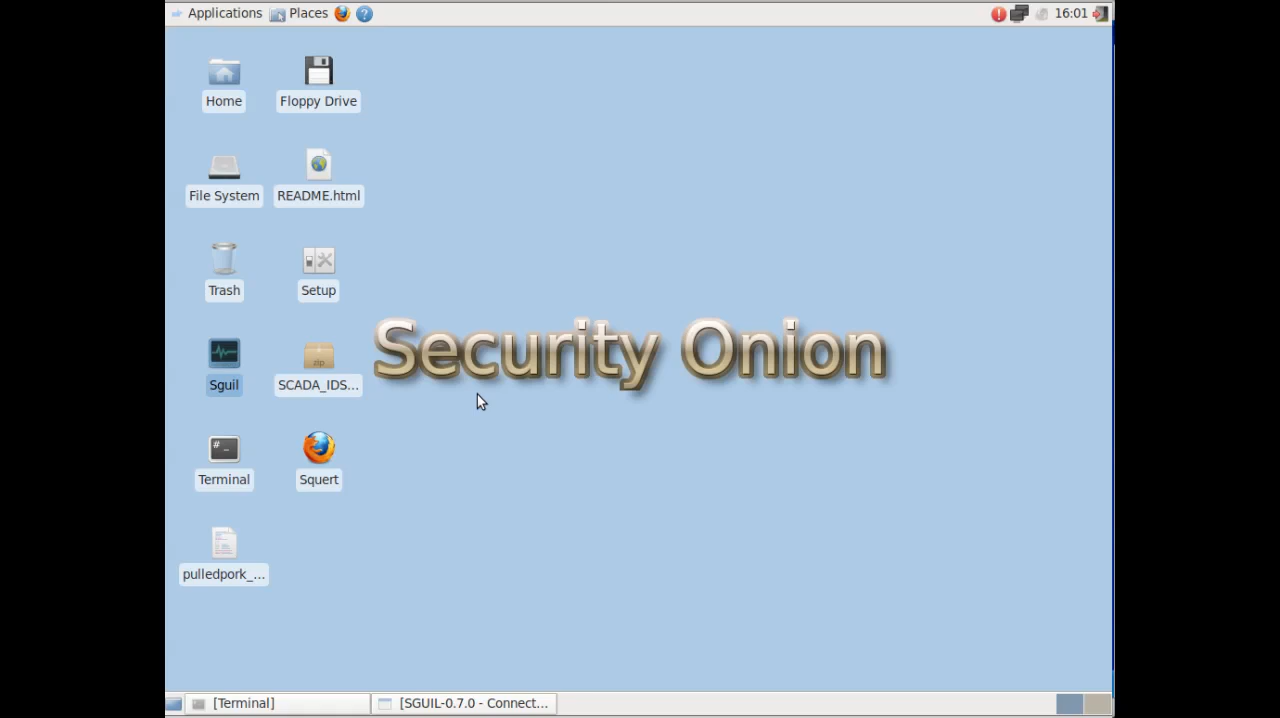 Applications Places 16:01
Home Floppy Drive
File System README.html
Trash Setup
Security Onion
Sguil SCADA_IDS...
# _
zip
Terminal Squert
pulledpork_...
[Terminal] [SGUIL-0.7.0 - Connect...